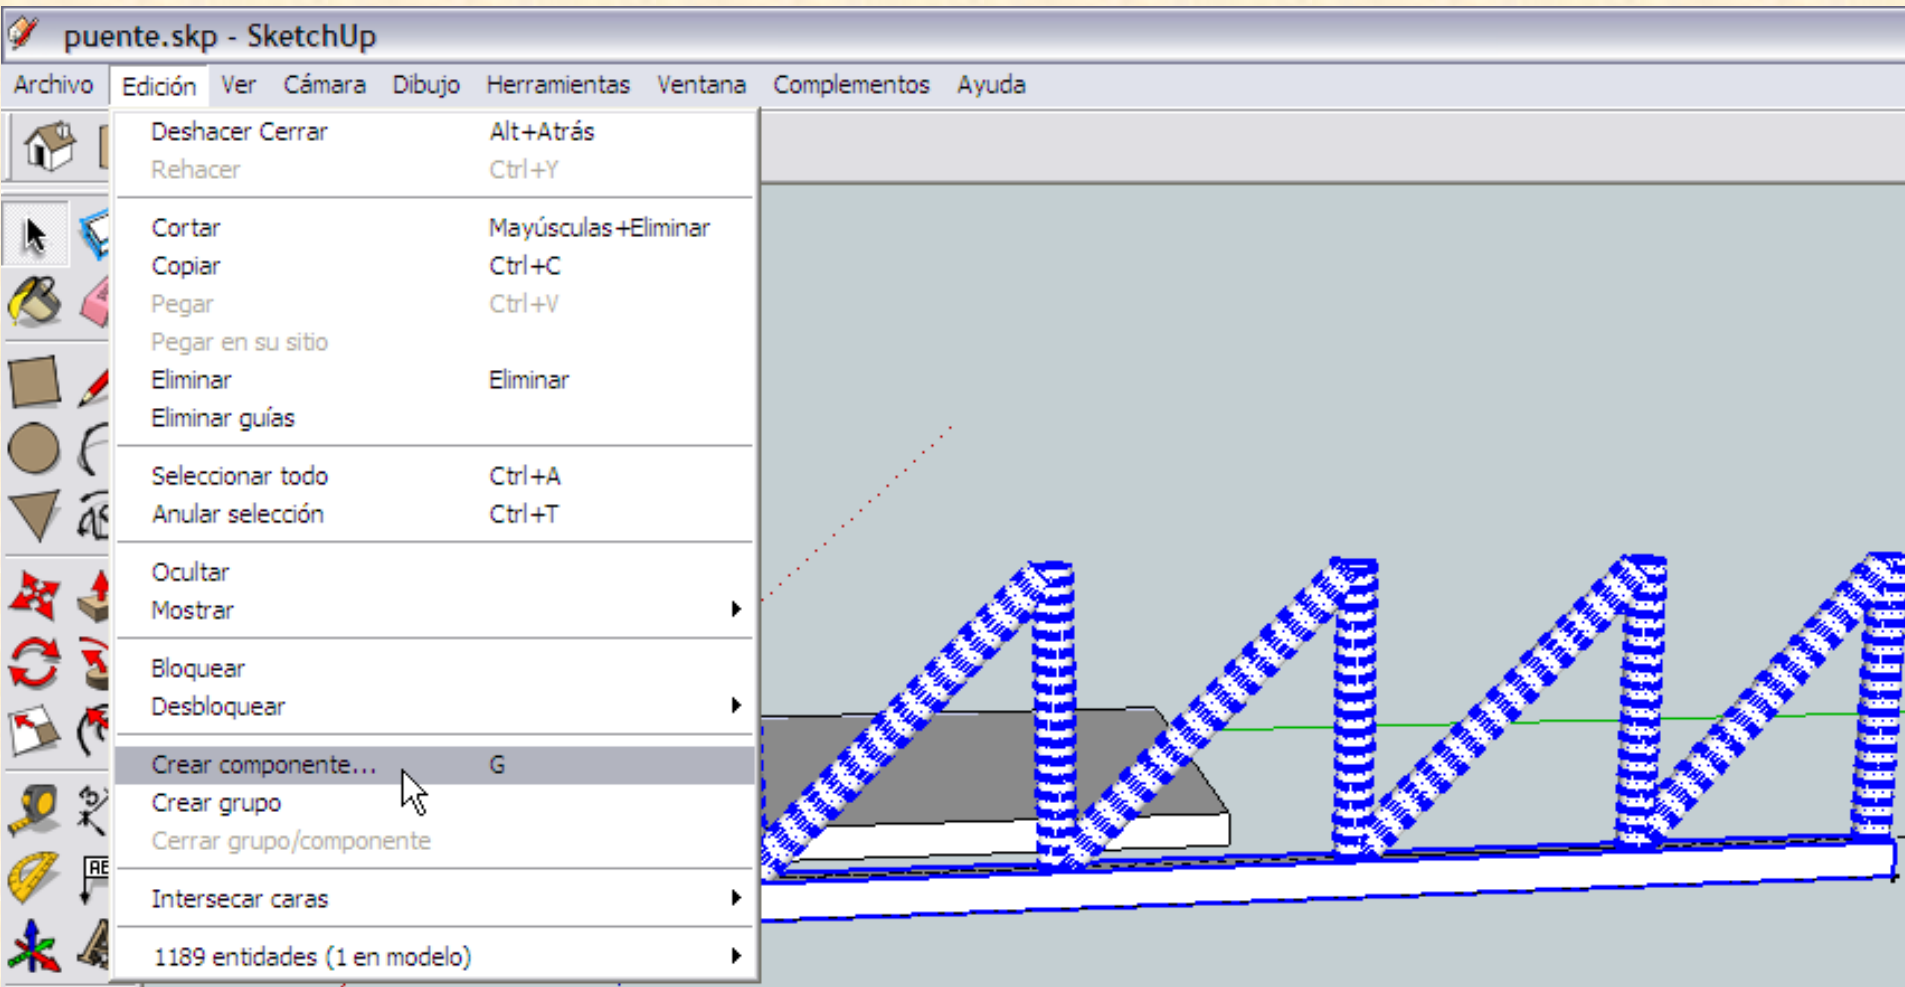 puente.skp - SketchUp
Archivo Edición Ver Cámara Dibujo Herramientas Ventana Complementos Ayuda
Deshacer Cerrar Alt+Atrás
Rehacer Ctrl+Y
Cortar Mayúsculas+Eliminar
Copiar Ctrl+C
Pegar Ctrl+V
Pegar en su sitio
Eliminar Eliminar
Eliminar guías
Seleccionar todo Ctrl+A
Anular selección Ctrl+T
Ocultar
Mostrar
Bloquear
Desbloquear
Crear componente... G
Crear grupo
Cerrar grupo/componente
Intersecar caras
1189 entidades (1 en modelo)